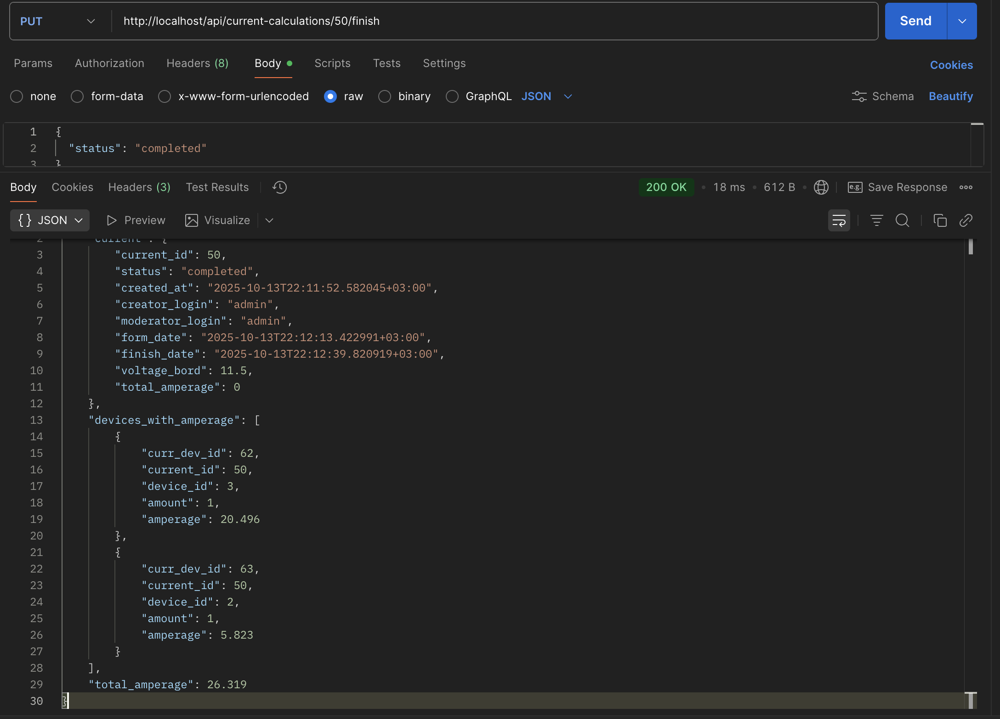 PUT http://localhost/api/current-calculations/50/finish Send
Params Authorization Headers (8) Body Scripts Tests Settings Cookies
none form-data x-www-form-urlencoded raw binary GraphQL JSON Schema Beautify
1 {
2 "status": "completed"
3 }
Body Cookies Headers (3) Test Results 200 OK • 18 ms • 612 B • e.g. Save Response
{} JSON Preview Visualize
2 "current": {
3 "current_id": 50,
4 "status": "completed",
5 "created_at": "2025-10-13T22:11:52.582045+03:00",
6 "creator_login": "admin",
7 "moderator_login": "admin",
8 "form_date": "2025-10-13T22:12:13.422991+03:00",
9 "finish_date": "2025-10-13T22:12:39.820919+03:00",
10 "voltage_bord": 11.5,
11 "total_amperage": 0
12 },
13 "devices_with_amperage": [
14 {
15 "curr_dev_id": 62,
16 "current_id": 50,
17 "device_id": 3,
18 "amount": 1,
19 "amperage": 20.496
20 },
21 {
22 "curr_dev_id": 63,
23 "current_id": 50,
24 "device_id": 2,
25 "amount": 1,
26 "amperage": 5.823
27 }
28 ],
29 "total_amperage": 26.319
30 }